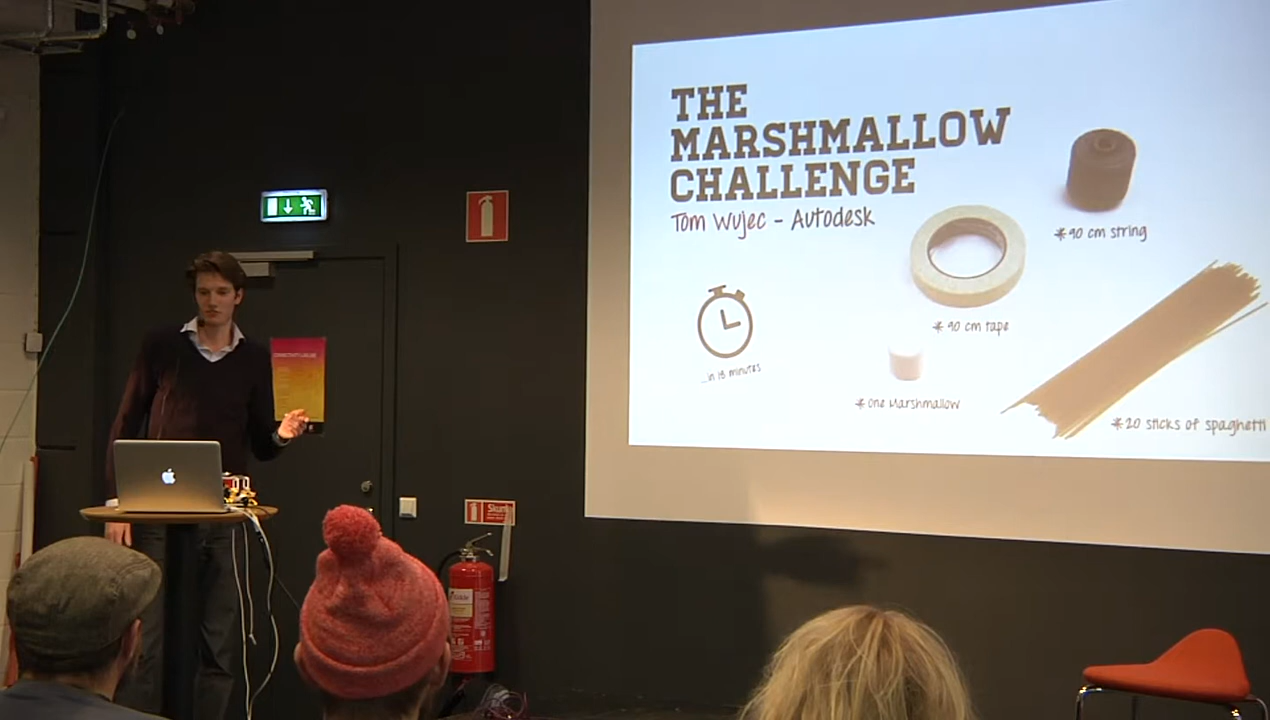 THE
MARSHMALLOW
CHALLENGE
Tom Wujec - Autodesk
*90 cm string
*90 cm tape
...in 18 minutes
*One Marshmallow
*20 sticks of spaghetti